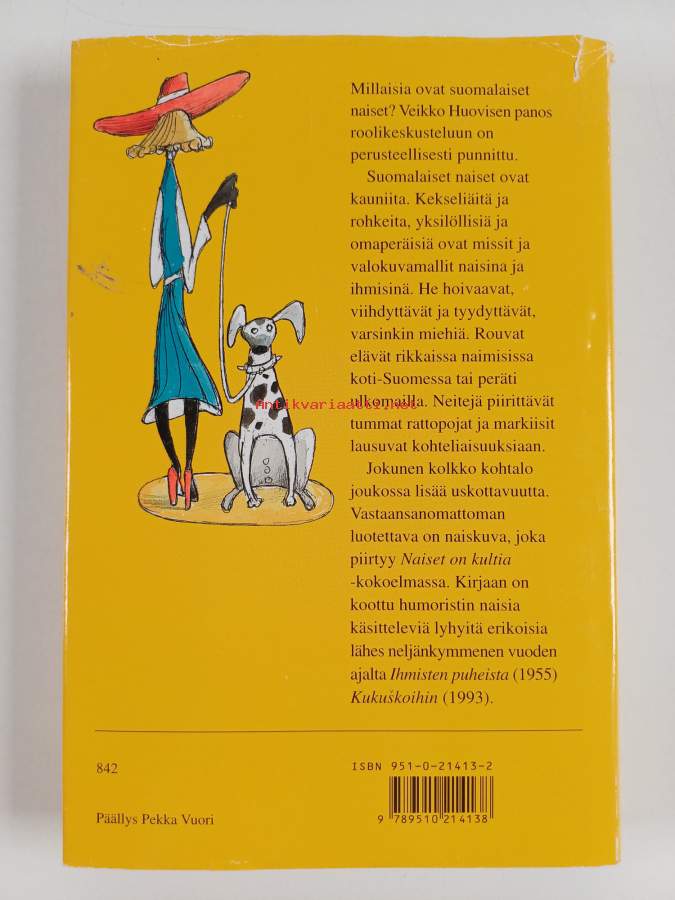 Millaisia ovat suomalaiset
naiset? Veikko Huovisen panos
roolikeskusteluun on
perusteellisesti punnittu.
Suomalaiset naiset ovat
kauniita. Kekseliäitä ja
rohkeita, yksilöllisiä ja
omaperäisiä ovat missit ja
valokuvamallit naisina ja
ihmisinä. He hoivaavat,
viihdyttävät ja tyydyttävät,
varsinkin miehiä. Rouvat
elävät rikkaissa naimisissa
koti-Suomessa tai peräti
ulkomailla. Neitejä piirittävät
tummat rattopojat ja markiisit
lausuvat kohteliaisuuksiaan.
Jokunen kolkko kohtalo
joukossa lisää uskottavuutta.
Vastaansanomattoman
luotettava on naiskuva, joka
piirtyy Naiset on kultia
-kokoelmassa. Kirjaan on
koottu humoristin naisia
käsitteleviä lyhyitä erikoisia
lähes neljänkymmenen vuoden
ajalta Ihmisten puheista (1955)
Kukuškoihin (1993).
Antikvariaatti.net
842
Päällys Pekka Vuori
ISBN 951-0-21413-2
9 789510 214138